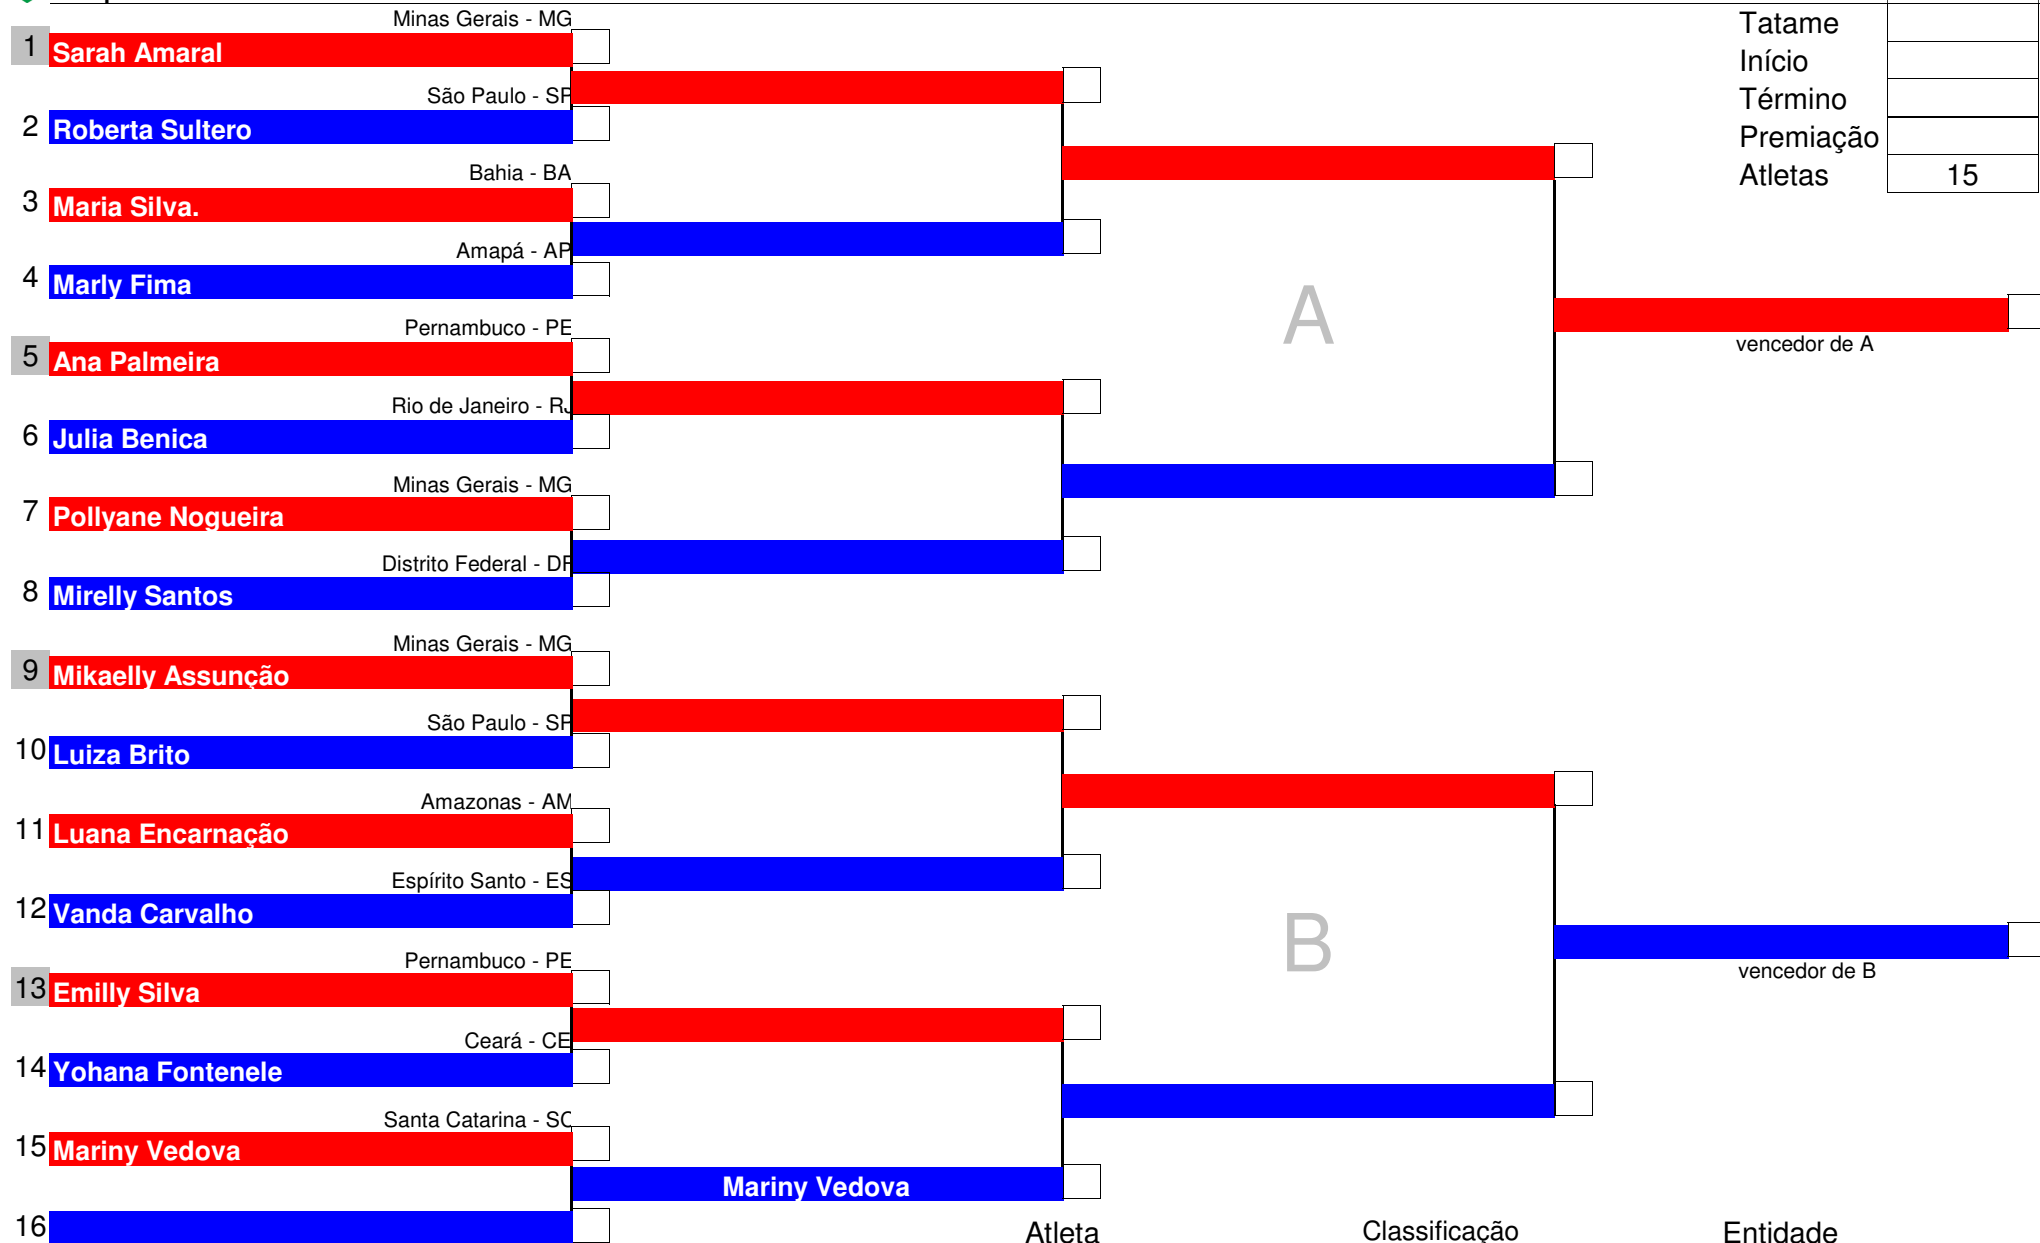 Minas Gerais - MG
1 Sarah Amaral
São Paulo - SP
2 Roberta Sultero
Bahia - BA
3 Maria Silva.
Amapá - AP
4 Marly Fima
Pernambuco - PE
5 Ana Palmeira
Rio de Janeiro - RJ
6 Julia Benica
Minas Gerais - MG
7 Pollyane Nogueira
Distrito Federal - DF
8 Mirelly Santos
Minas Gerais - MG
9 Mikaelly Assunção
São Paulo - SP
10 Luiza Brito
Amazonas - AM
11 Luana Encarnação
Espírito Santo - ES
12 Vanda Carvalho
Pernambuco - PE
13 Emilly Silva
Ceará - CE
14 Yohana Fontenele
Santa Catarina - SC
15 Mariny Vedova
16
Mariny Vedova
A
B
vencedor de A
vencedor de B
Tatame
Início
Término
Premiação
Atletas 15
Atleta Classificação Entidade